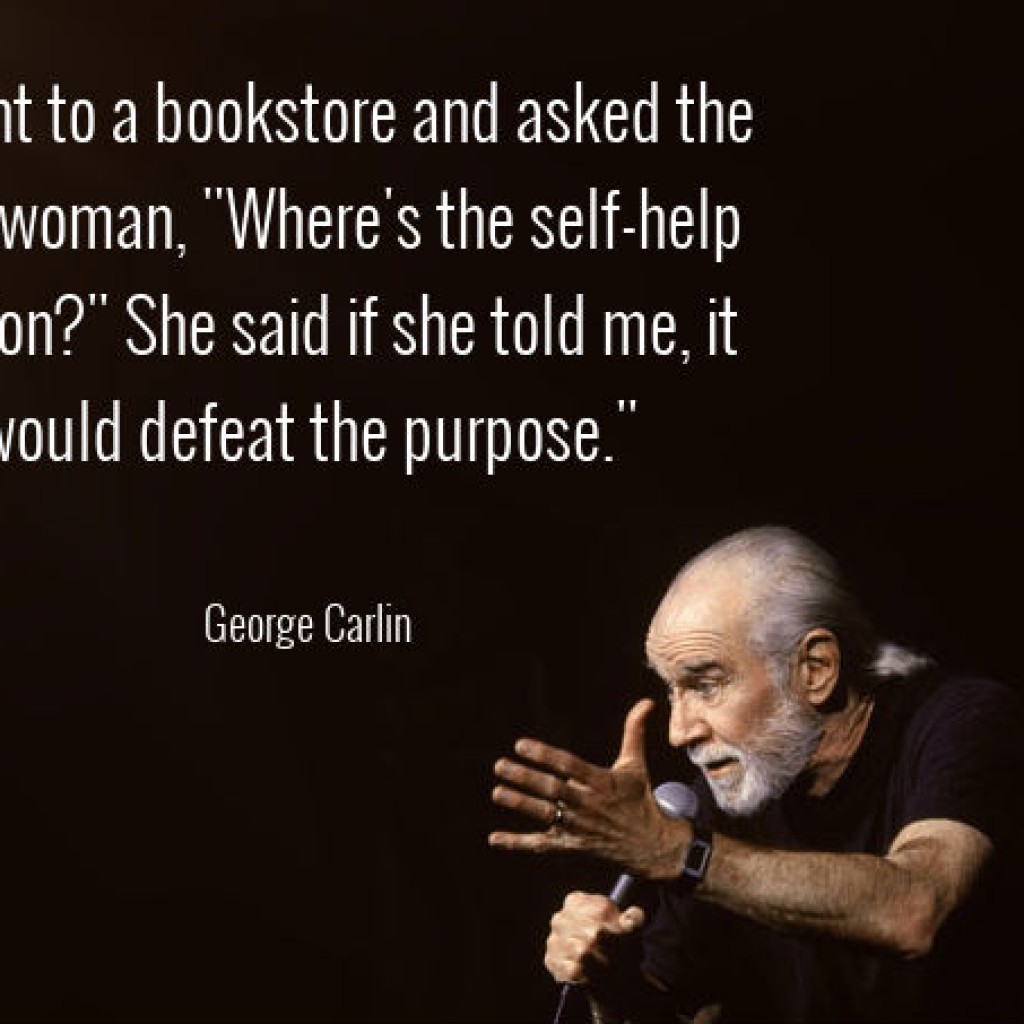 nt to a bookstore and asked the
woman, "Where's the self-help
on?" She said if she told me, it
would defeat the purpose."
George Carlin